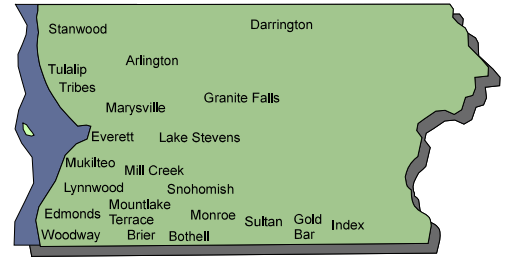 Stanwood
Darrington
Arlington
Tulalip
Tribes
Granite Falls
Marysville
Everett
Lake Stevens
Mukilteo
Mill Creek
Lynnwood
Snohomish
Mountlake
Terrace
Edmonds
Monroe
Sultan
Gold
Bar
Index
Woodway
Brier
Bothell